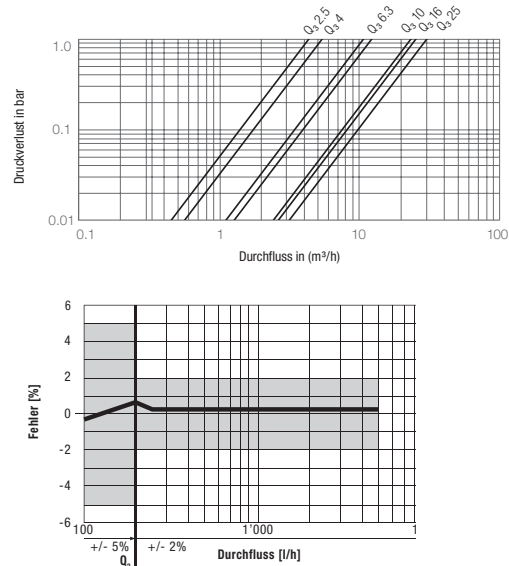 Q₃ 2.5
Q₃ 4
Q₃ 6.3
Q₃ 10
Q₃ 16
Q₃ 25
Druckverlust in bar
1.0
0.1
0.01
0.1
1
10
100
Durchfluss in (m³/h)
Fehler [%]
6
4
2
0
-2
-4
-6
100
1'000
1
+/- 5%
+/- 2%
Durchfluss [l/h]